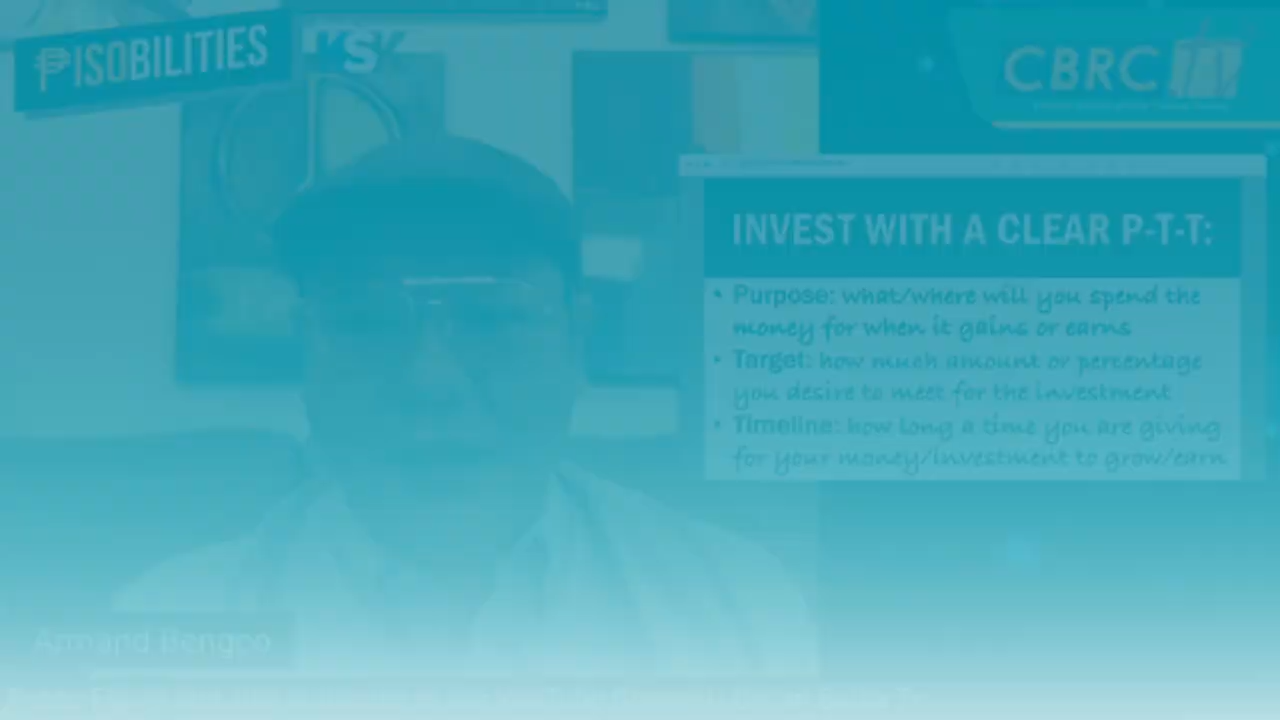 ₱ISOBILITIES
KSK
CBRC
INVEST WITH A CLEAR P-T-T:
• Purpose: what/where will you spend the
money for when it gains or earns
• Target: how much amount or percentage
you desire to meet for the investment
• Timeline: how long a time you are giving
for your money/investment to grow/earn
Armand Bengco